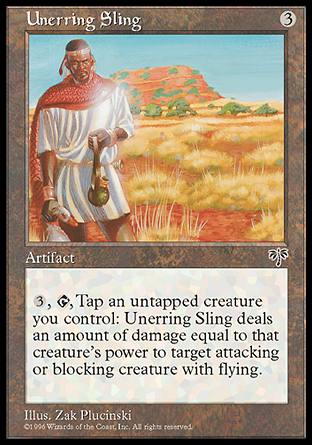 Unerring Sling 3
Artifact
3, T, Tap an untapped creature
you control: Unerring Sling deals
an amount of damage equal to that
creature's power to target attacking
or blocking creature with flying.
Illus. Zak Plucinski
©1996 Wizards of the Coast, Inc. All rights reserved.